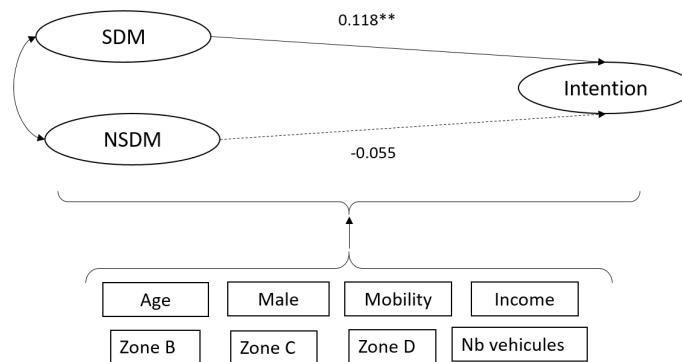 SDM
0.118**
Intention
NSDM
-0.055
Age
Male
Mobility
Income
Zone B
Zone C
Zone D
Nb vehicules